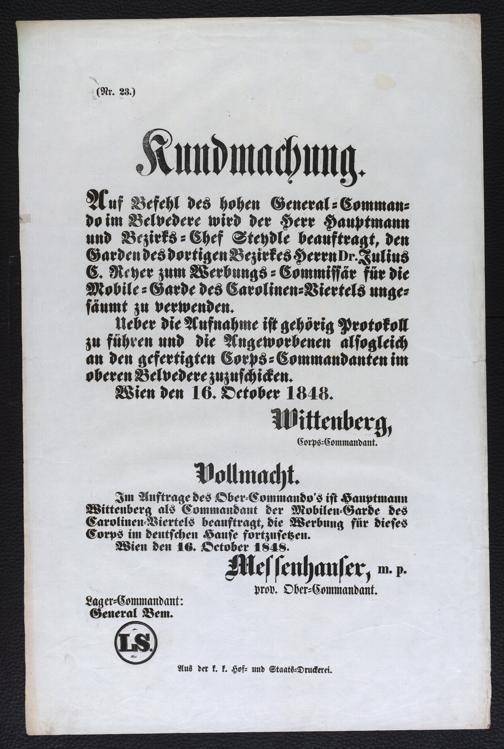 (Nr. 23.)
Kundmachung.
Auf Befehl des hohen General=Comman=
do im Belvedere wird der Herr Hauptmann
und Bezirks=Chef Steydle beauftragt, den
Garden des dortigen Bezirkes Herrn Dr. Julius
C. Reyer zum Werbungs=Commissär für die
Mobile=Garde des Carolinen=Viertels unge=
säumt zu verwenden.
Ueber die Aufnahme ist gehörig Protokoll
zu führen und die Angeworbenen alsogleich
an den gefertigten Corps=Commandanten im
oberen Belvedere zuzuschicken.
Wien den 16. October 1848.
Wittenberg,
Corps=Commandant.
Vollmacht.
Im Auftrage des Ober=Commando's ist Hauptmann
Wittenberg als Commandant der Mobilen=Garde des
Carolinen=Viertels beauftragt, die Werbung für dieses
Corps im deutschen Hause fortzusetzen.
Wien den 16. October 1848.
Messenhauser, m. p.
prov. Ober=Commandant.
Lager=Commandant:
General Bem.
LS.
Aus der k. k. Hof= und Staats=Druckerei.